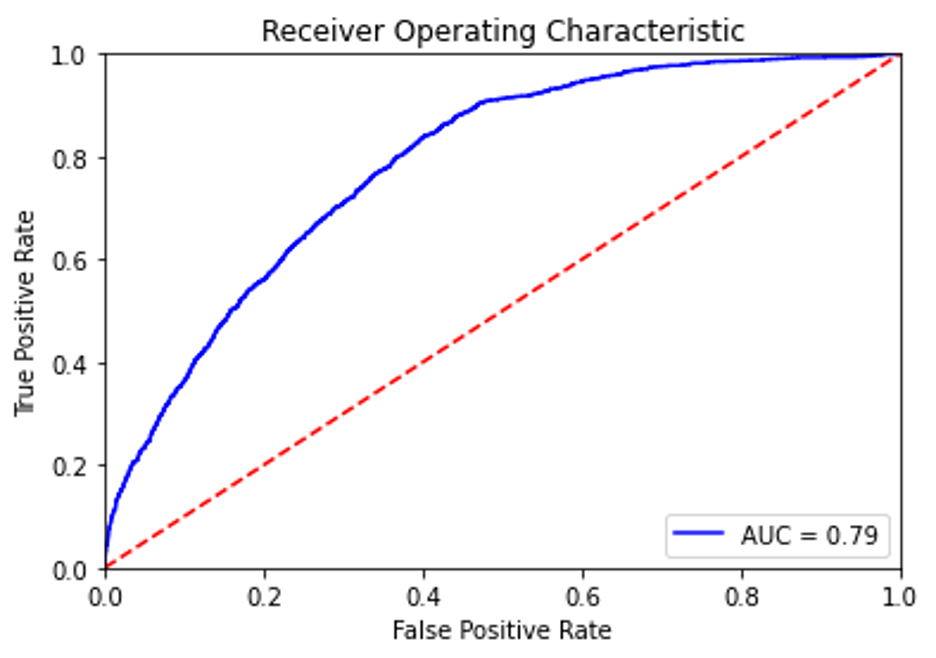 Receiver Operating Characteristic
1.0
0.8
0.6
0.4
0.2
0.0
True Positive Rate
AUC = 0.79
0.0 0.2 0.4 0.6 0.8 1.0
False Positive Rate